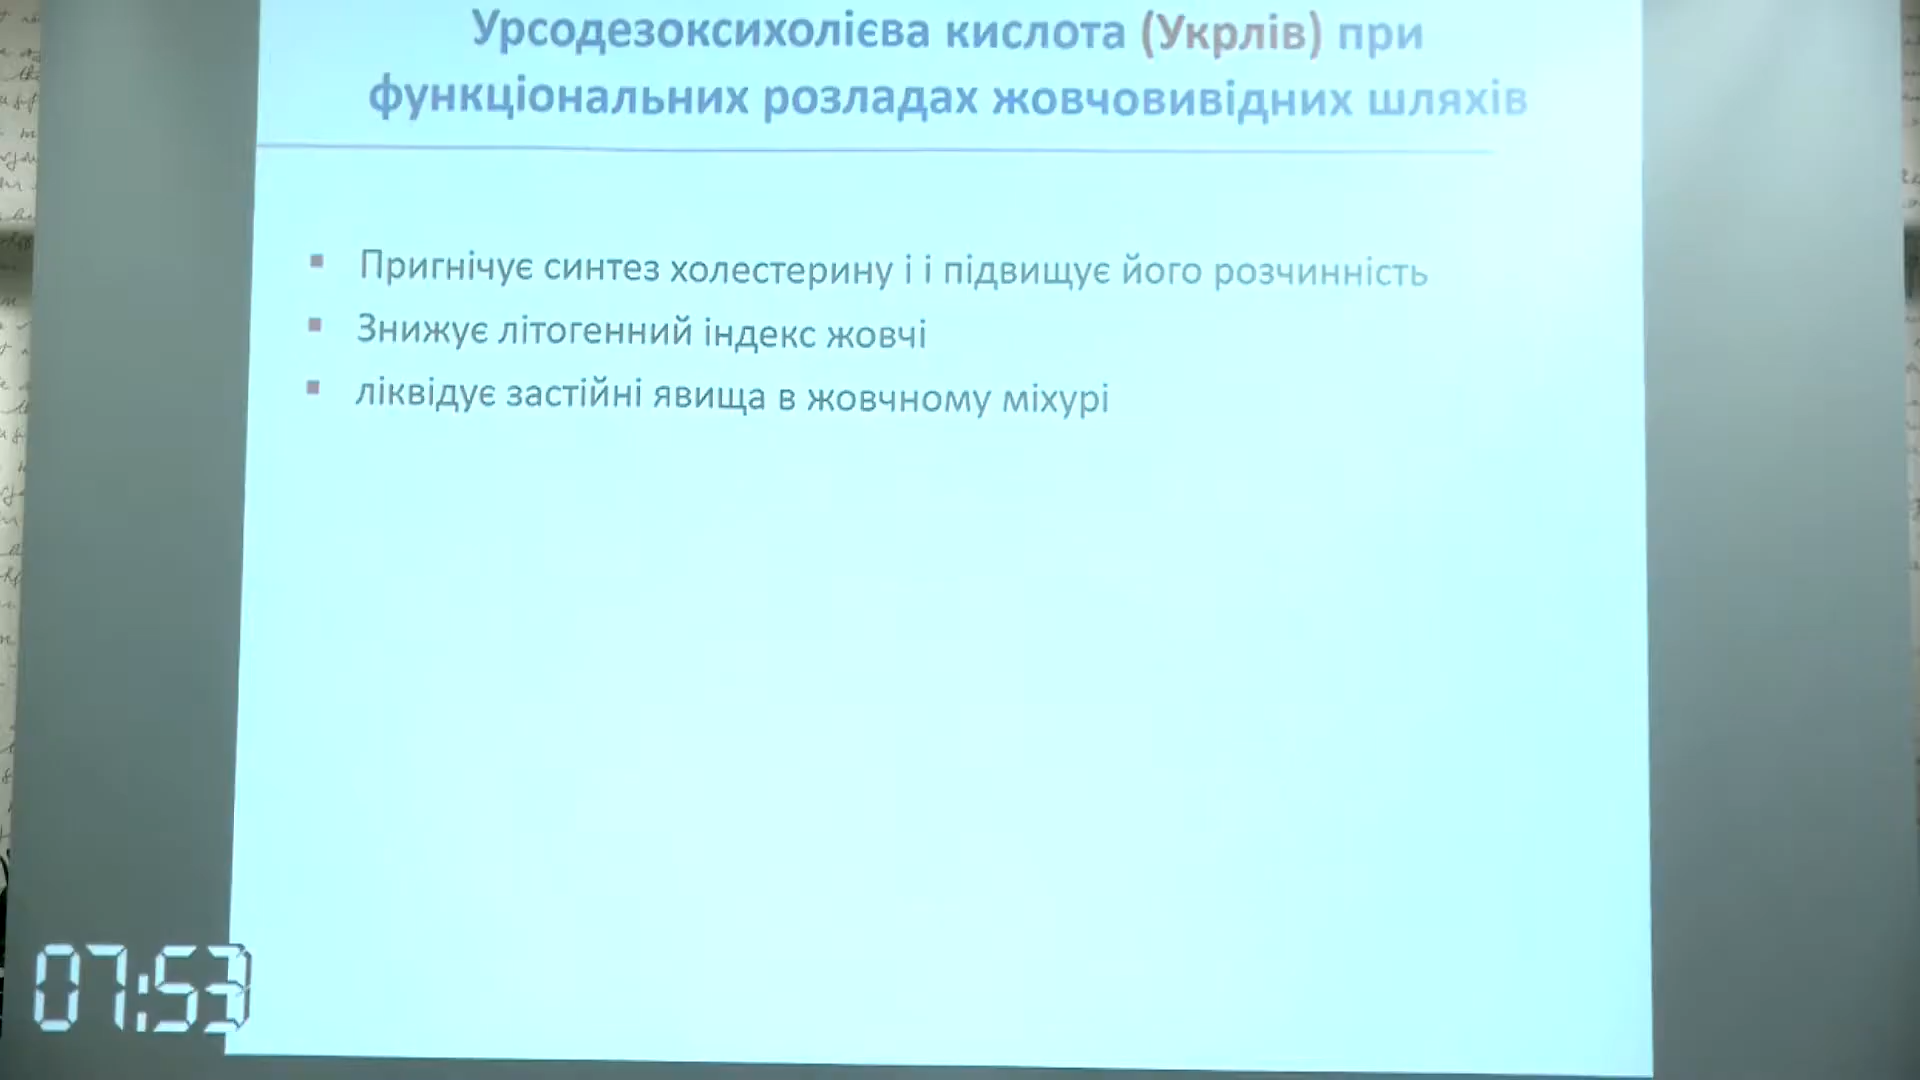 Урсодезоксихолієва кислота (Укрлів) при
функціональних розладах жовчовивідних шляхів
▪ Пригнічує синтез холестерину і і підвищує його розчинність
▪ Знижує літогенний індекс жовчі
▪ ліквідує застійні явища в жовчному міхурі
07:53